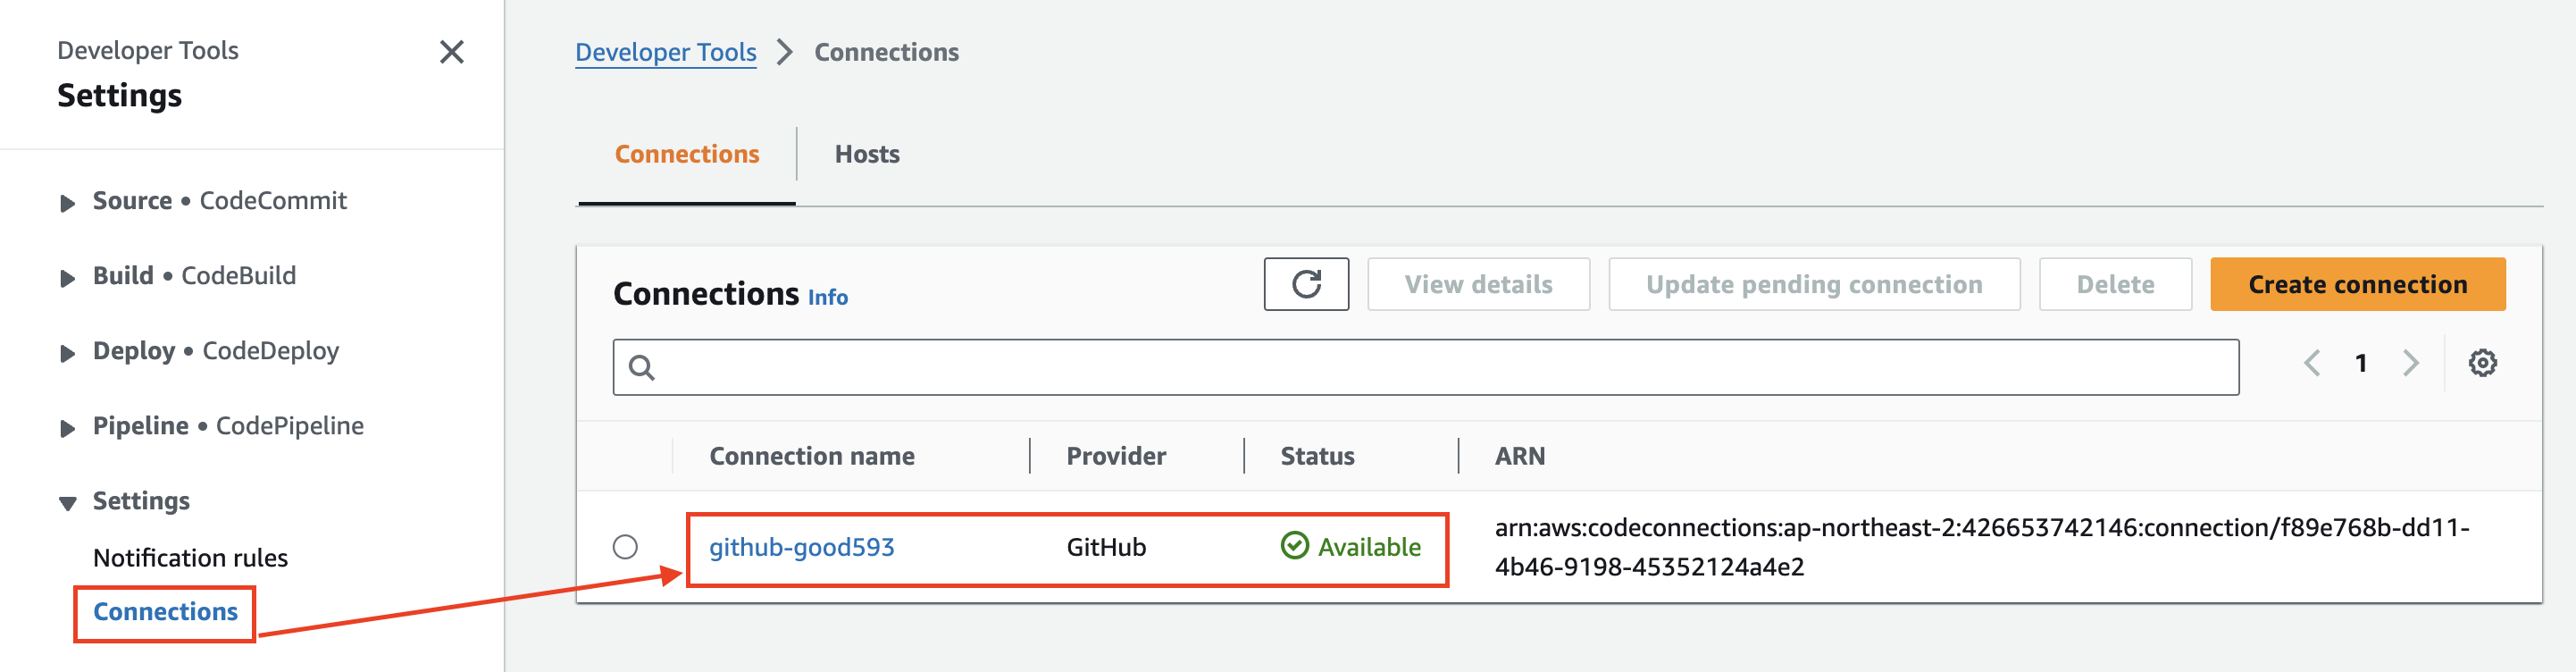 Developer Tools
Settings
Source • CodeCommit
Build • CodeBuild
Deploy • CodeDeploy
Pipeline • CodePipeline
Settings
Notification rules
Connections
Developer Tools > Connections
Connections
Hosts
Connections Info
View details
Update pending connection
Delete
Create connection
1
Connection name
Provider
Status
ARN
github-good593
GitHub
Available
arn:aws:codeconnections:ap-northeast-2:426653742146:connection/f89e768b-dd11-
4b46-9198-45352124a4e2